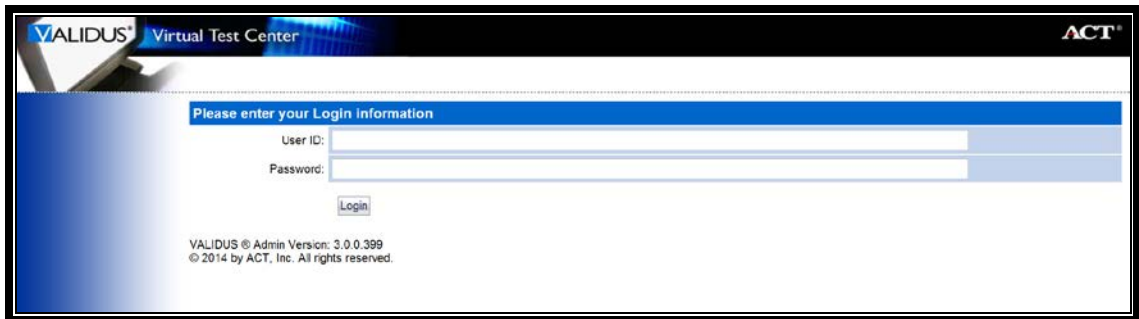 VALIDUS® Virtual Test Center ACT®
Please enter your Login information
User ID:
Password:
Login
VALIDUS ® Admin Version: 3.0.0.399
© 2014 by ACT, Inc. All rights reserved.